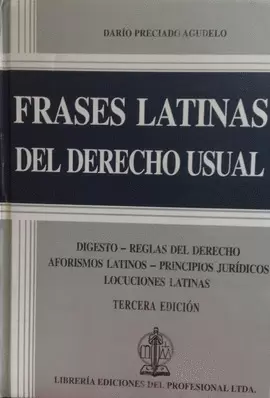 DARÍO PRECIADO AGUDELO
FRASES LATINAS
DEL DERECHO USUAL
DIGESTO – REGLAS DEL DERECHO
AFORISMOS LATINOS – PRINCIPIOS JURÍDICOS
LOCUCIONES LATINAS
TERCERA EDICIÓN
LIBRERÍA EDICIONES DEL PROFESIONAL LTDA.